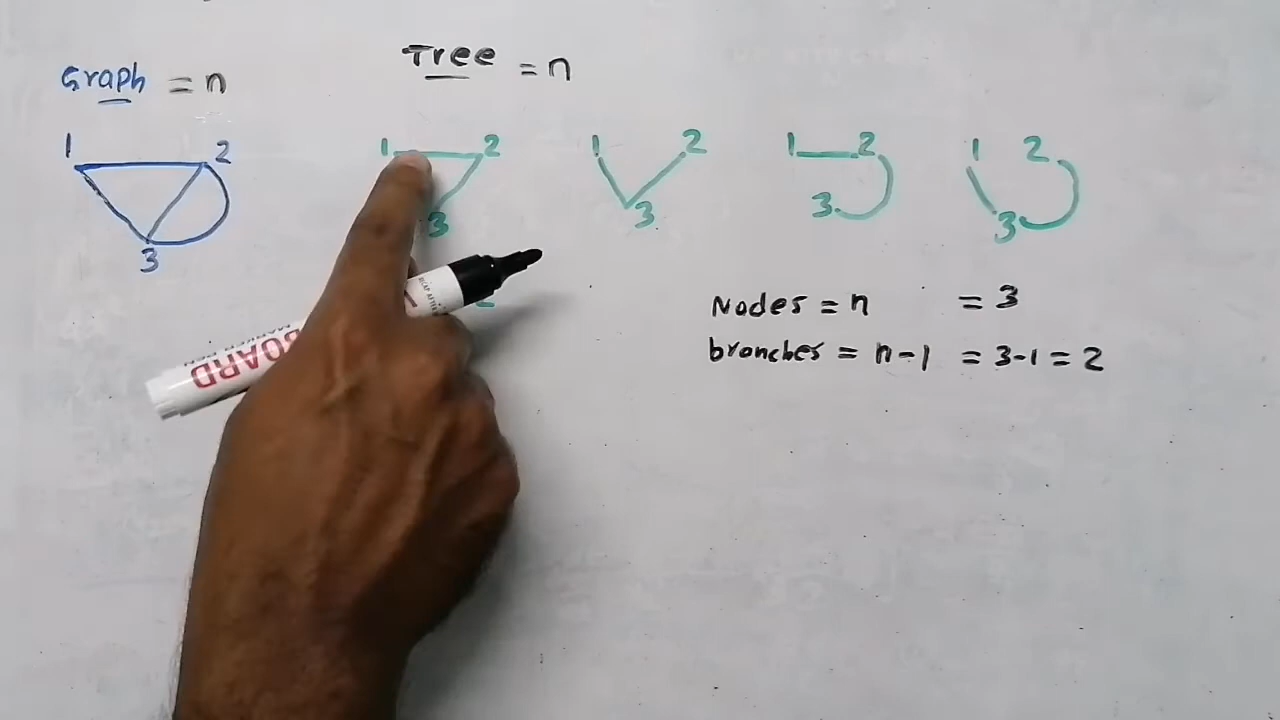 Graph = n
Tree = n
1 2 3
1 2 3
1 2 3
1 2 3
1 2 3
Nodes = n = 3
branches = n-1 = 3-1 = 2
BOARD